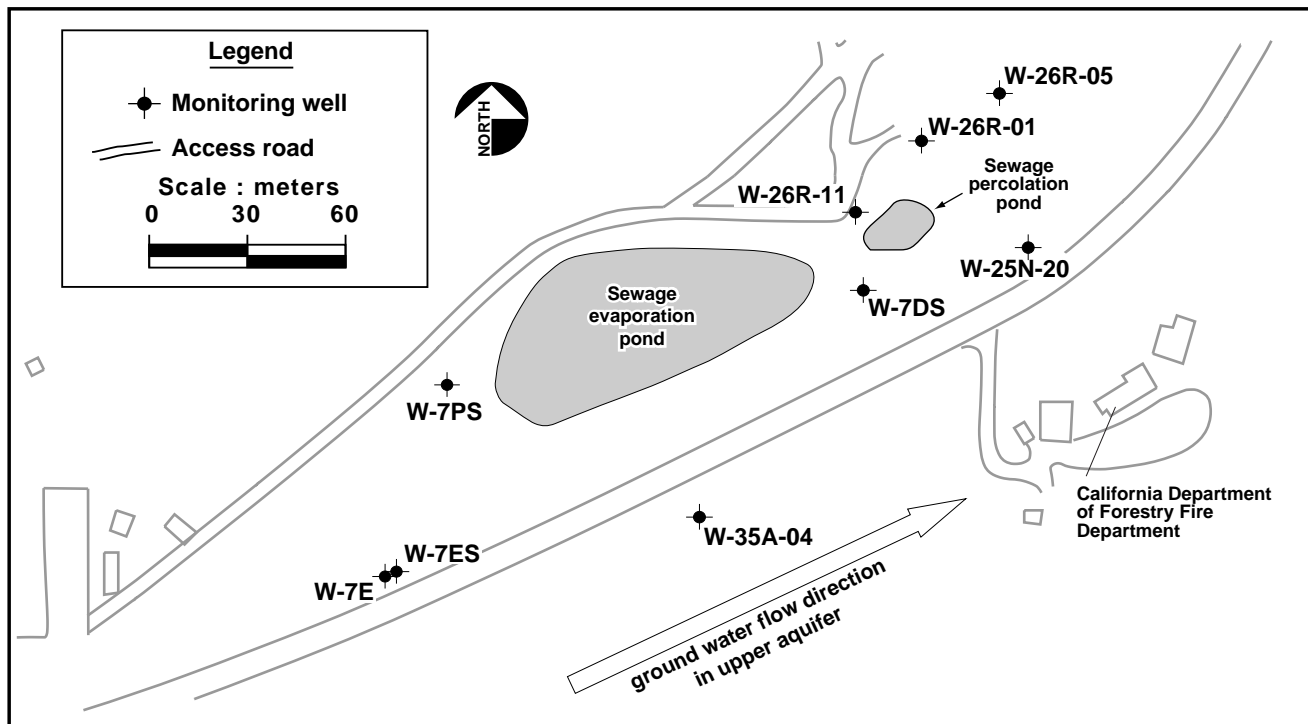 Legend
Monitoring well
Access road
Scale : meters
0 30 60
NORTH
W-26R-05
W-26R-01
Sewage
percolation
pond
W-26R-11
W-25N-20
W-7DS
Sewage
evaporation
pond
W-7PS
California Department
of Forestry Fire
Department
W-35A-04
W-7ES
W-7E
ground water flow direction
in upper aquifer